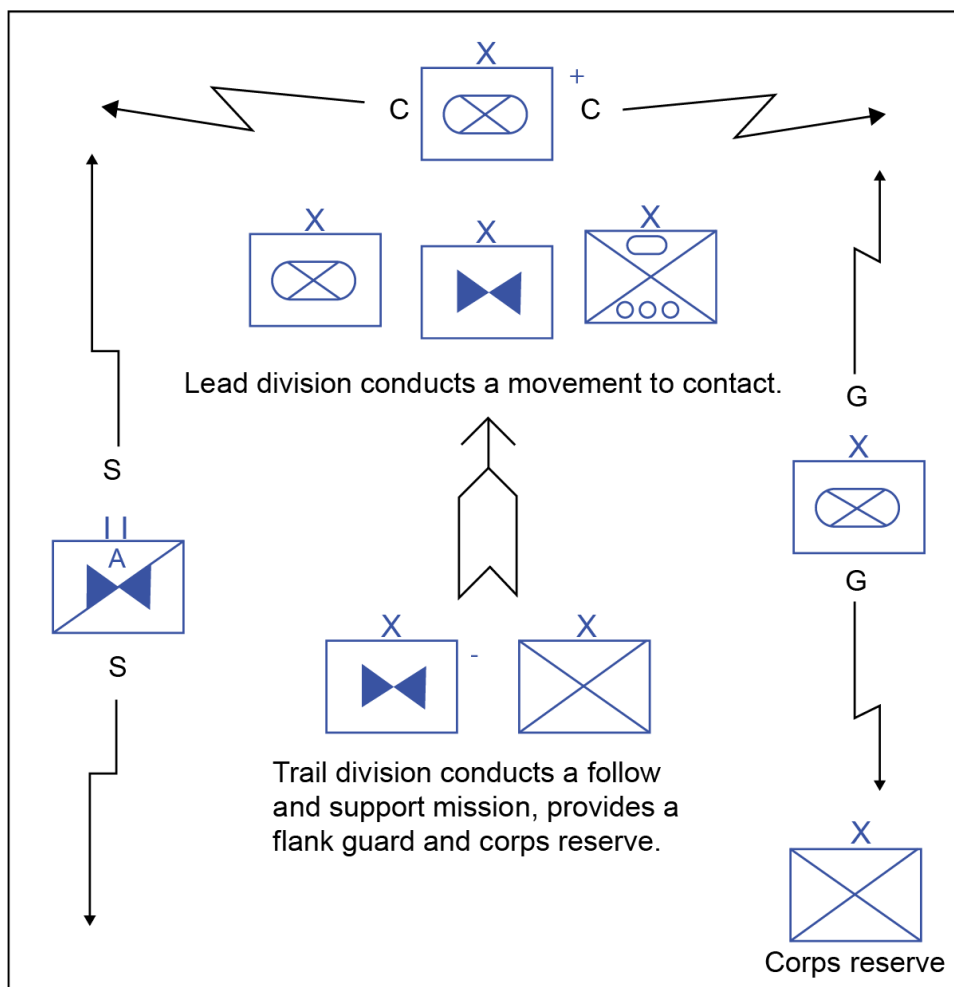 X
+
C
C
X
X
X
Lead division conducts a movement to contact.
G
S
X
II
A
G
S
X
-
X
Trail division conducts a follow
and support mission, provides a
flank guard and corps reserve.
X
Corps reserve